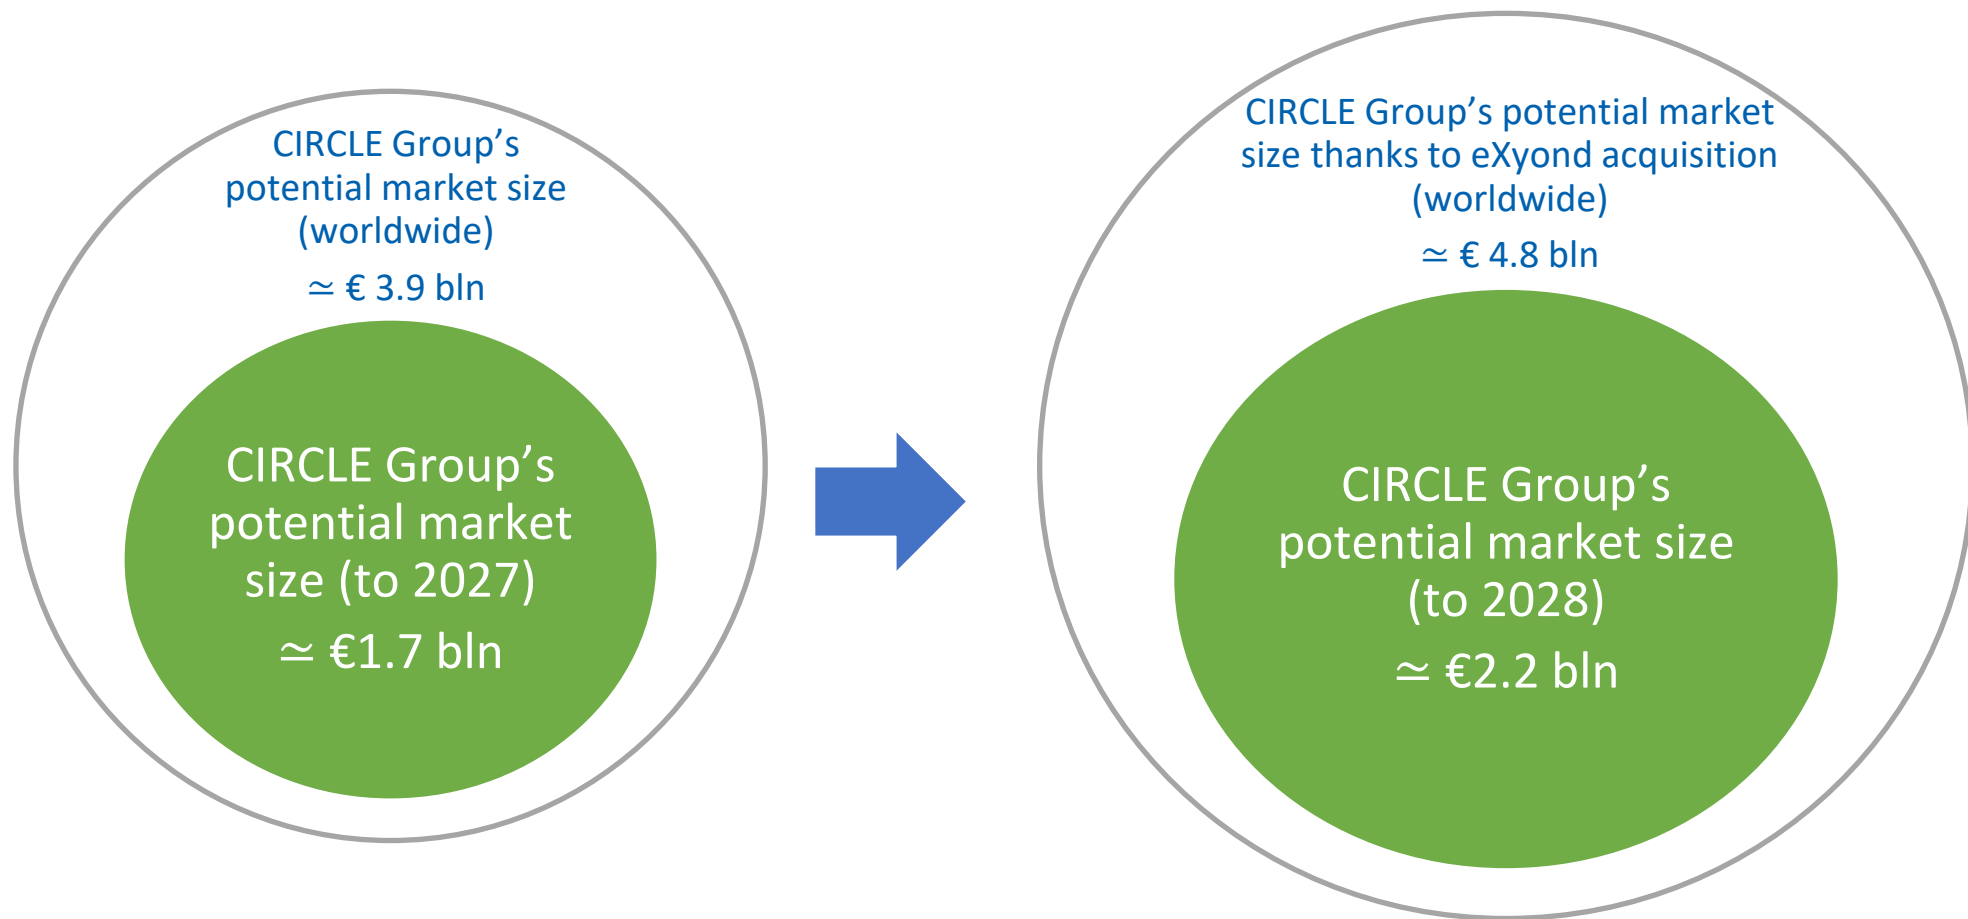 CIRCLE Group’s
potential market size
(worldwide)
≃ € 3.9 bln
CIRCLE Group’s
potential market
size (to 2027)
≃ €1.7 bln
CIRCLE Group’s potential market
size thanks to eXyond acquisition
(worldwide)
≃ € 4.8 bln
CIRCLE Group’s
potential market size
(to 2028)
≃ €2.2 bln